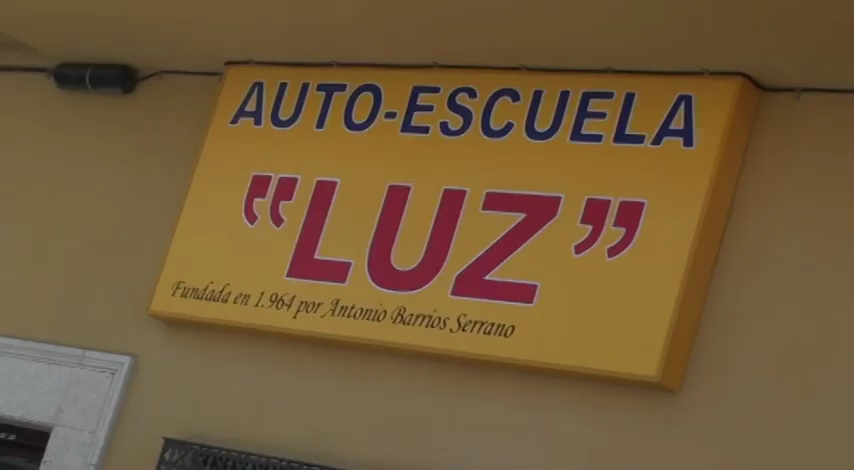 AUTO-ESCUELA
"LUZ"
Fundada en 1.964 por Antonio Barrios Serrano